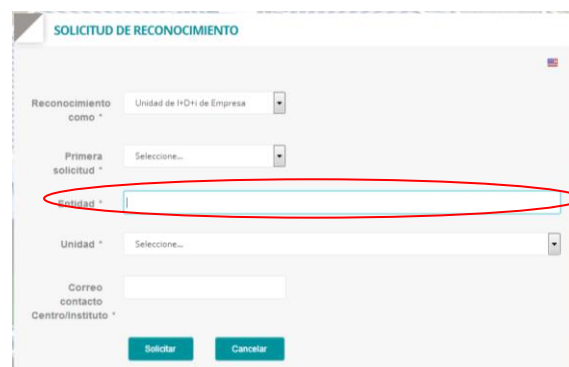 SOLICITUD DE RECONOCIMIENTO
Reconocimiento como * Unidad de I+D+i de Empresa
Primera solicitud * Seleccione...
Entidad *
Unidad * Seleccione...
Correo contacto Centro/Instituto *
Solicitar Cancelar